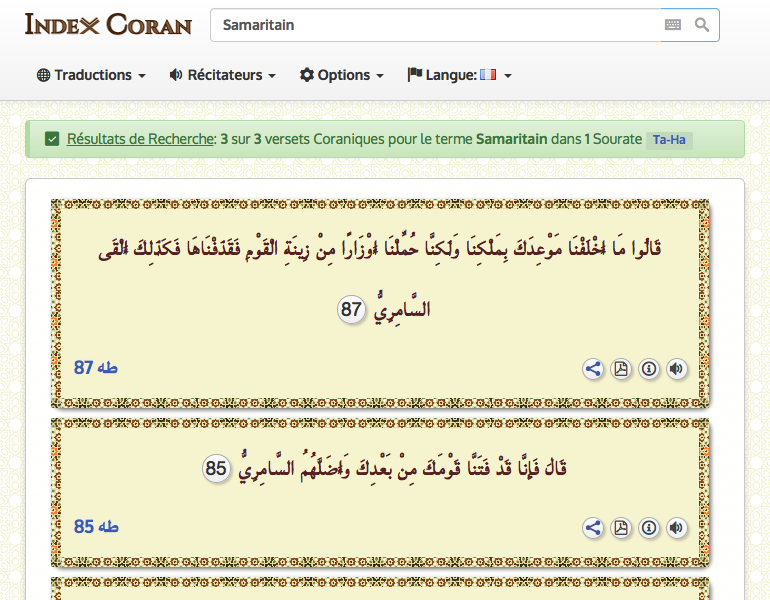 INDEX CORAN
Samaritain
Traductions
Récitateurs
Options
Langue:
Résultats de Recherche: 3 sur 3 versets Coraniques pour le terme Samaritain dans 1 Sourate Ta-Ha
قَالُوا مَا أَخْلَفْنَا مَوْعِدَكَ بِمَلْكِنَا وَلَٰكِنَّا حُمِّلْنَا أَوْزَارًا مِنْ زِينَةِ الْقَوْمِ فَقَذَفْنَاهَا فَكَذَٰلِكَ أَلْقَى
السَّامِرِيُّ 87
طه 87
قَالَ فَإِنَّا قَدْ فَتَنَّا قَوْمَكَ مِنْ بَعْدِكَ وَأَضَلَّهُمُ السَّامِرِيُّ 85
طه 85